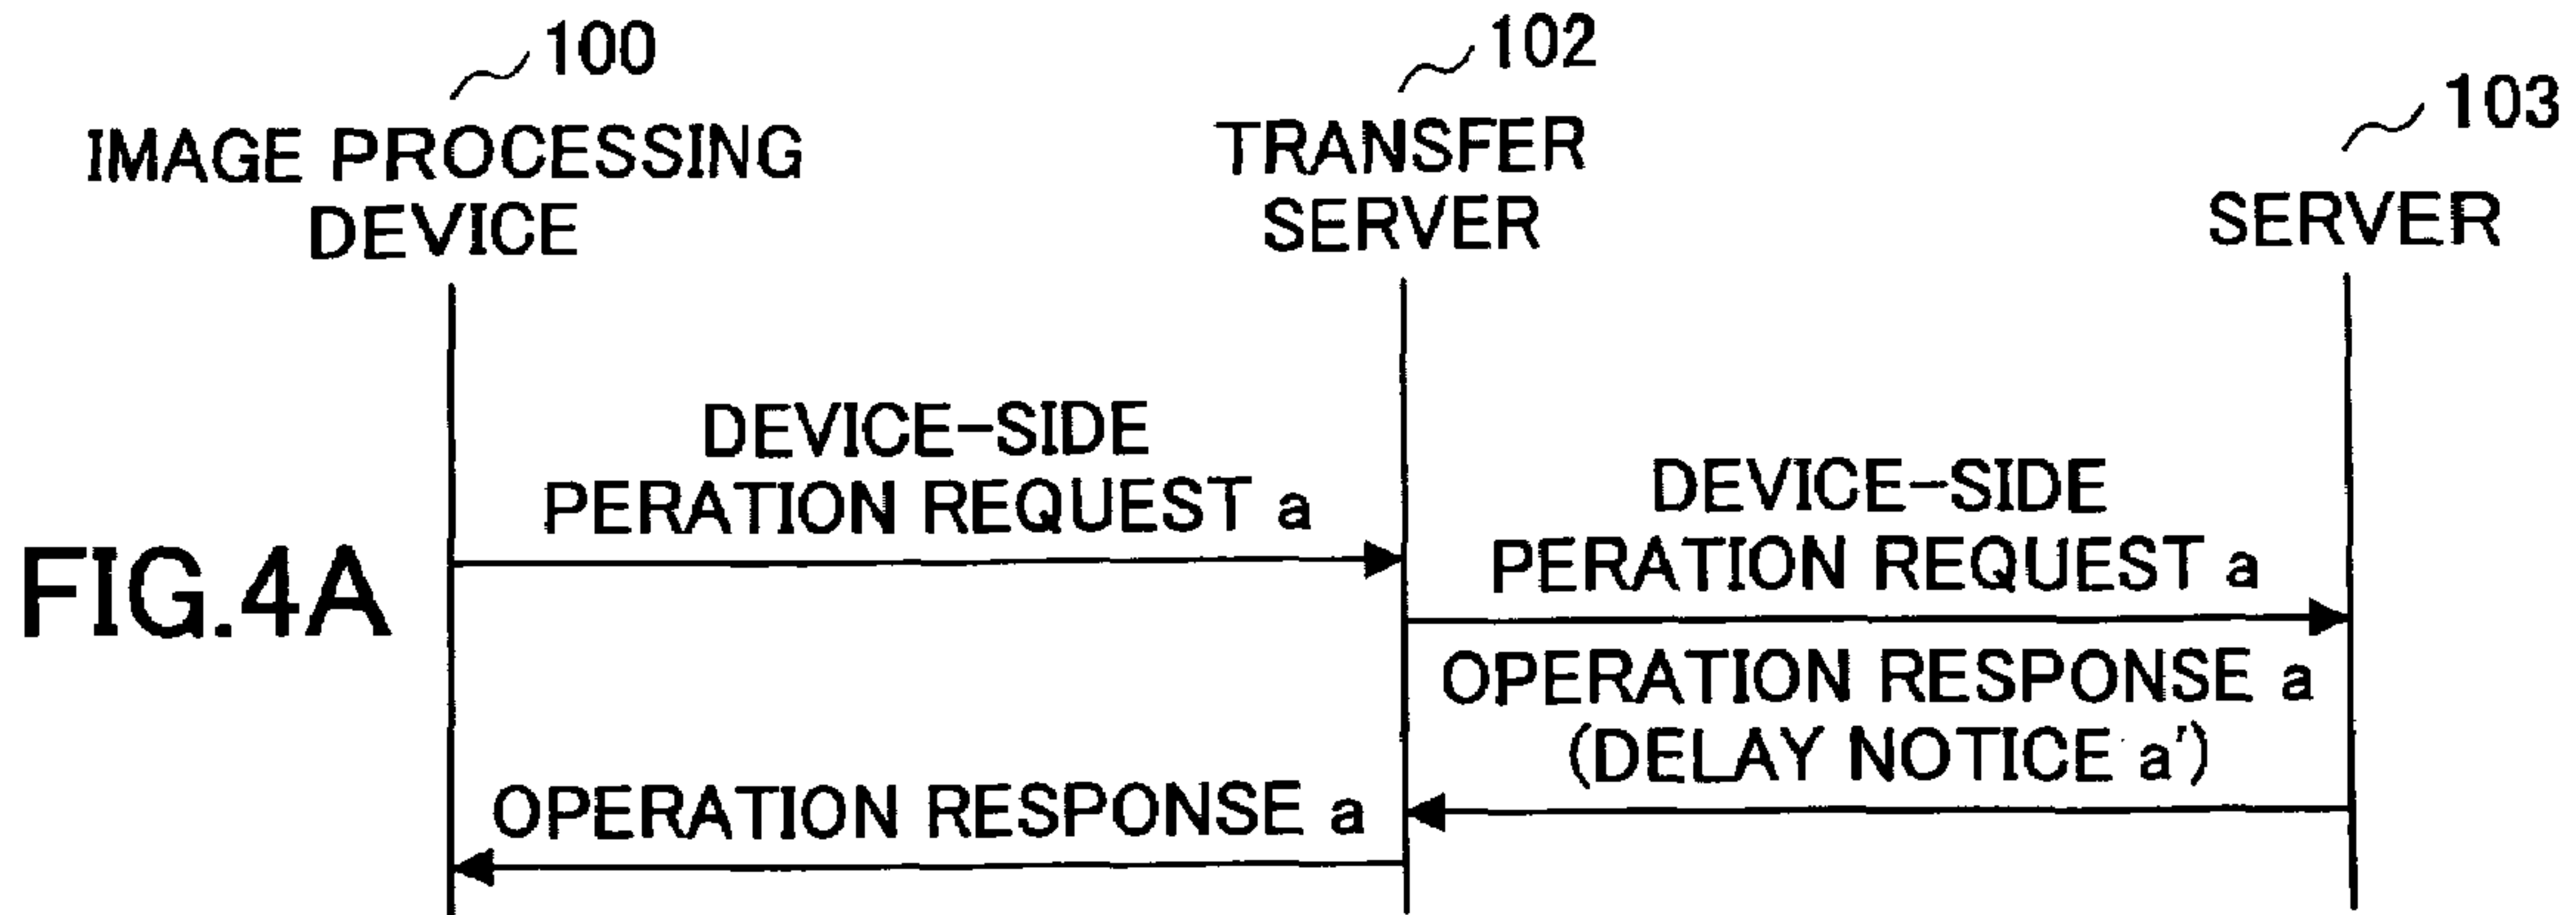 100
IMAGE PROCESSING
DEVICE
102
TRANSFER
SERVER
103
SERVER
FIG.4A
DEVICE-SIDE
PERATION REQUEST a
DEVICE-SIDE
PERATION REQUEST a
OPERATION RESPONSE a
(DELAY NOTICE a')
OPERATION RESPONSE a